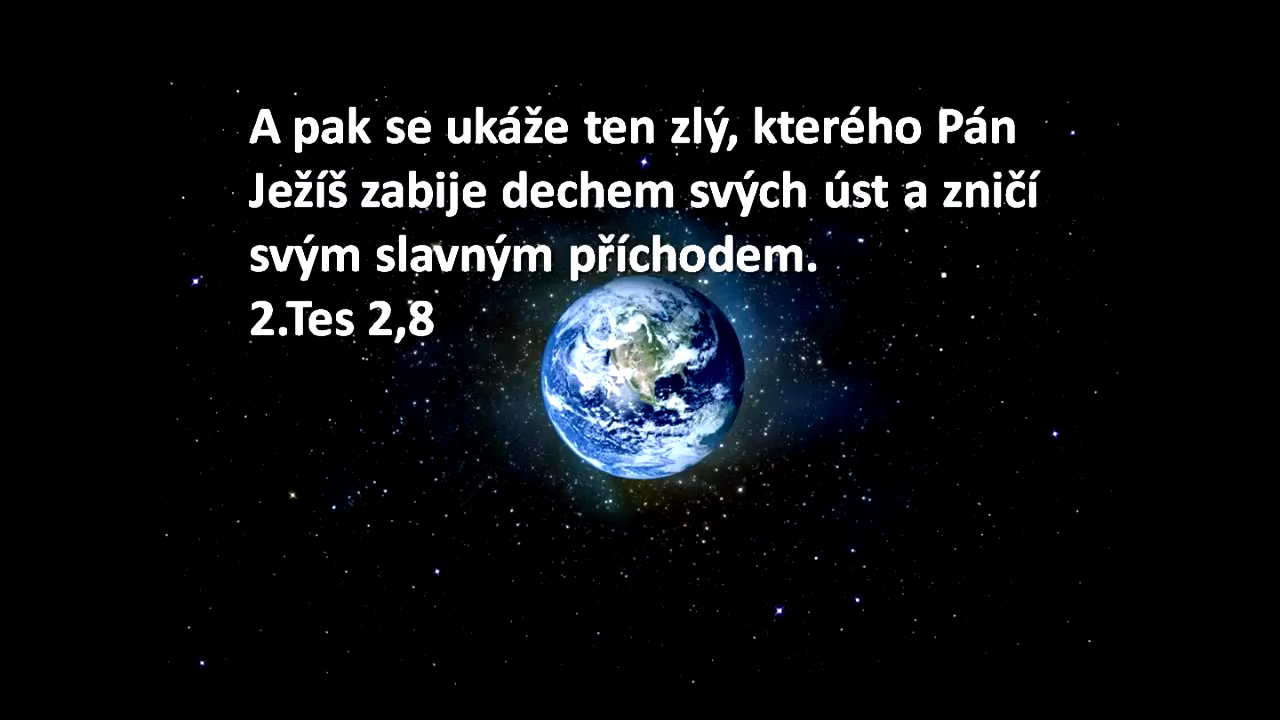 A pak se ukáže ten zlý, kterého Pán
Ježíš zabije dechem svých úst a zničí
svým slavným příchodem.
2.Tes 2,8